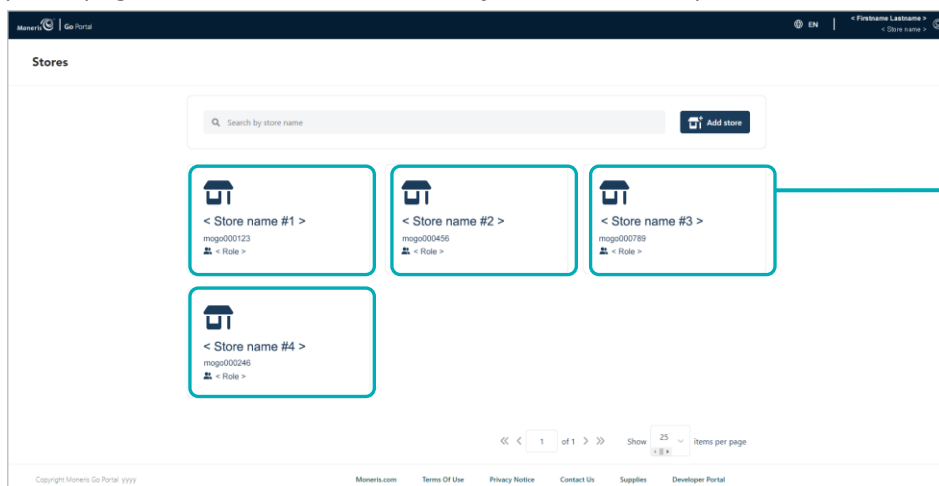 Moneris Go Portal
EN
< Firstname Lastname >
< Store name >
Stores
Search by store name
Add store
< Store name #1 >
mogo000123
< Role >
< Store name #2 >
mogo000456
< Role >
< Store name #3 >
mogo000789
< Role >
< Store name #4 >
mogo000246
< Role >
1 of 1 Show 25 items per page
Copyright Moneris Go Portal yyyy Moneris.com Terms Of Use Privacy Notice Contact Us Supplies Developer Portal